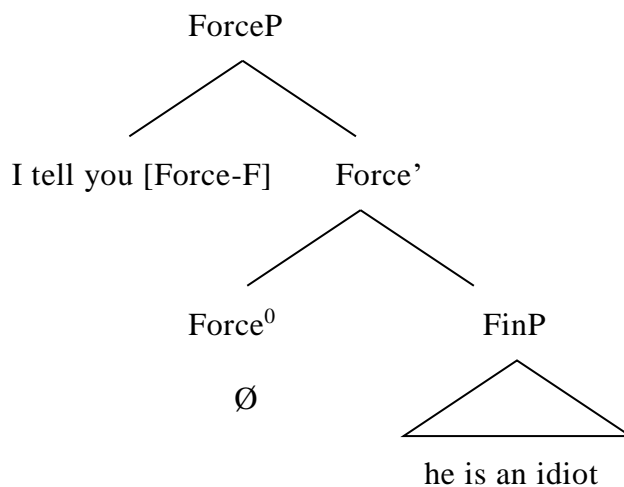 ForceP
I tell you [Force-F] Force’
Force⁰ FinP
Ø
he is an idiot